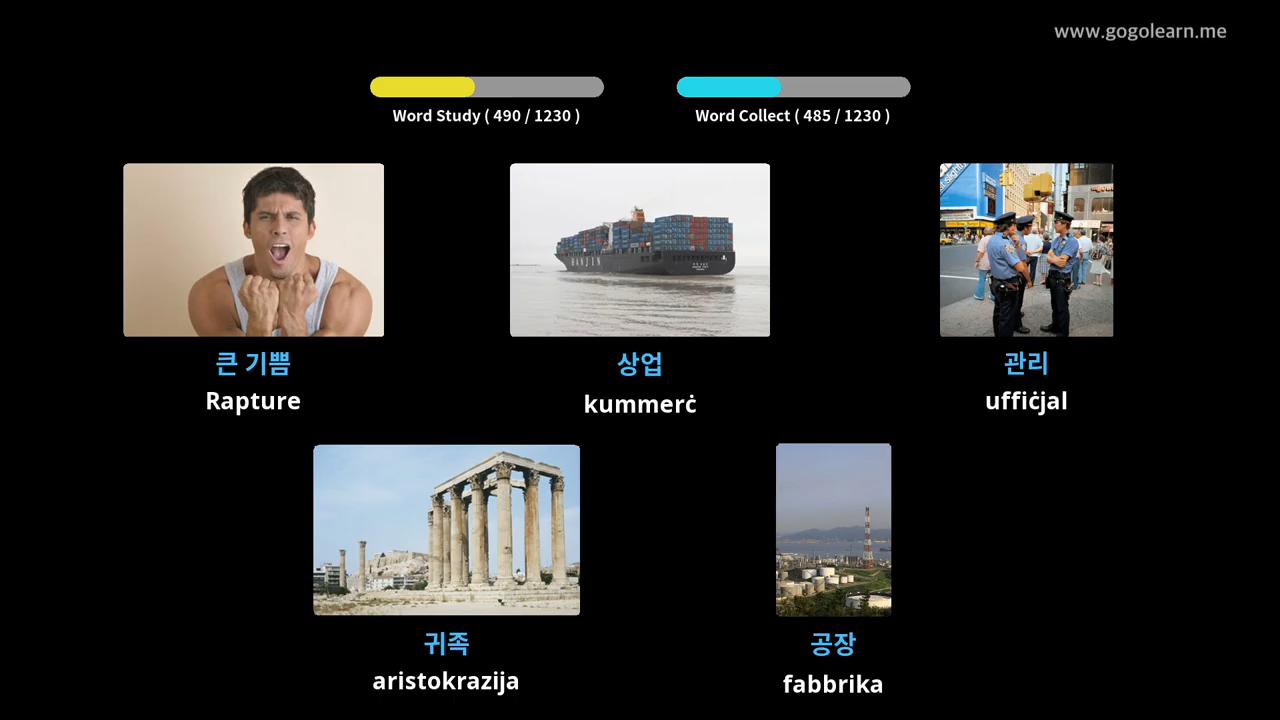 www.gogolearn.me
Word Study ( 490 / 1230 )
Word Collect ( 485 / 1230 )
HANJIN
큰 기쁨
Rapture
상업
kummerċ
관리
uffiċjal
귀족
aristokrazija
공장
fabbrika